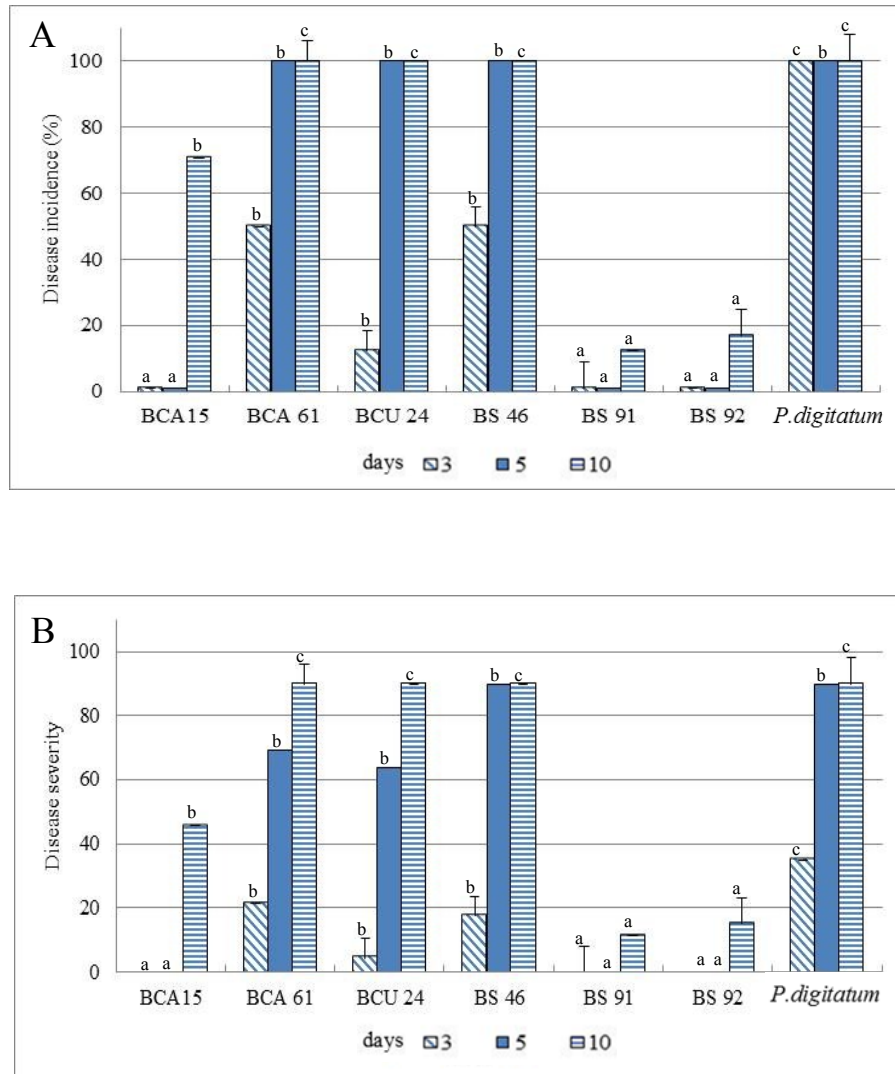 A
Disease incidence (%)
100
80
60
40
20
0
a a b
b b c
b b c
b b c
a a a
a a a
c b c
BCA15 BCA 61 BCU 24 BS 46 BS 91 BS 92 P.digitatum
days 3 5 10
B
Disease severity
100
80
60
40
20
0
a a b
b b c
b b c
b b c
a a a
a a a
c b c
BCA15 BCA 61 BCU 24 BS 46 BS 91 BS 92 P.digitatum
days 3 5 10